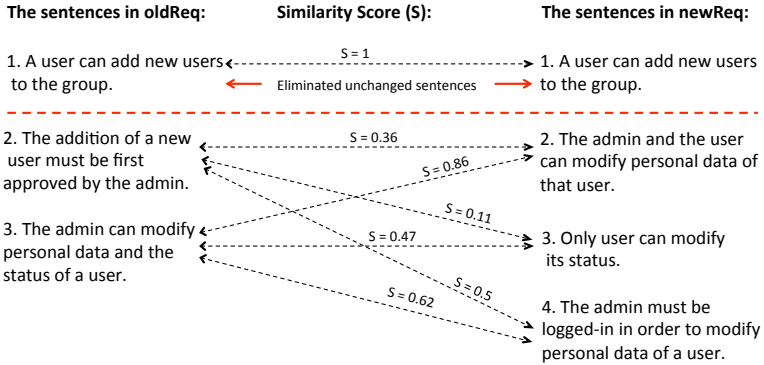 The sentences in oldReq:
Similarity Score (S):
The sentences in newReq:
1. A user can add new users
to the group.
S = 1
Eliminated unchanged sentences
1. A user can add new users
to the group.
2. The addition of a new
user must be first
approved by the admin.
3. The admin can modify
personal data and the
status of a user.
S = 0.36
S = 0.86
S = 0.11
S = 0.47
S = 0.5
S = 0.62
2. The admin and the user
can modify personal data of
that user.
3. Only user can modify
its status.
4. The admin must be
logged-in in order to modify
personal data of a user.